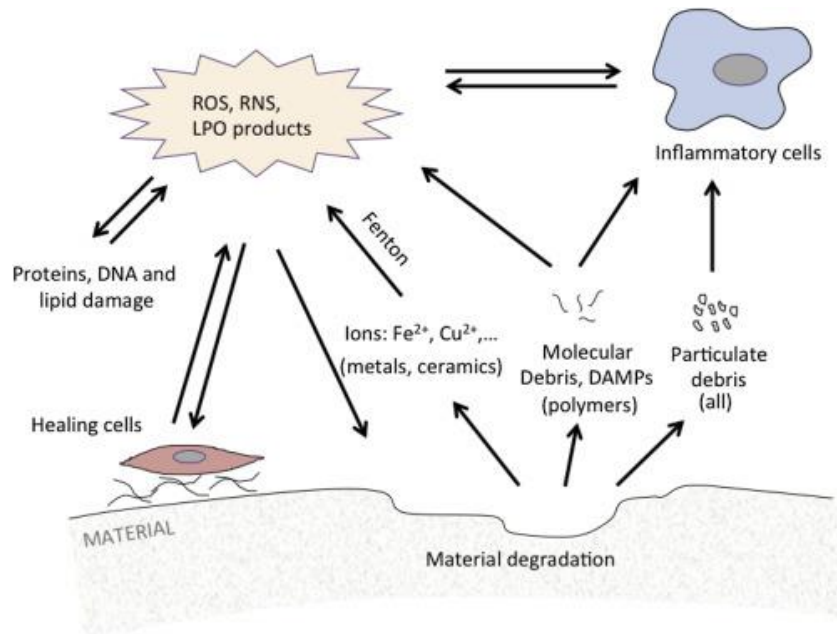 ROS, RNS,
LPO products
Inflammatory cells
Fenton
Proteins, DNA and
lipid damage
Ions: Fe²⁺, Cu²⁺,...
(metals, ceramics)
Molecular
Debris, DAMPs
(polymers)
Particulate
debris
(all)
Healing cells
MATERIAL
Material degradation